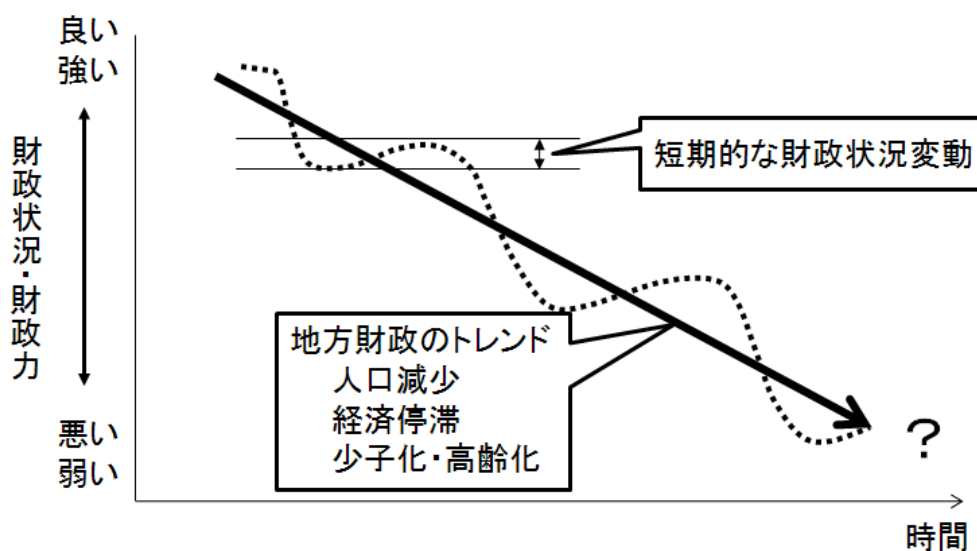 良い
強い
財政状況・財政力
短期的な財政状況変動
地方財政のトレンド
人口減少
経済停滞
少子化・高齢化
悪い
弱い
？
時間